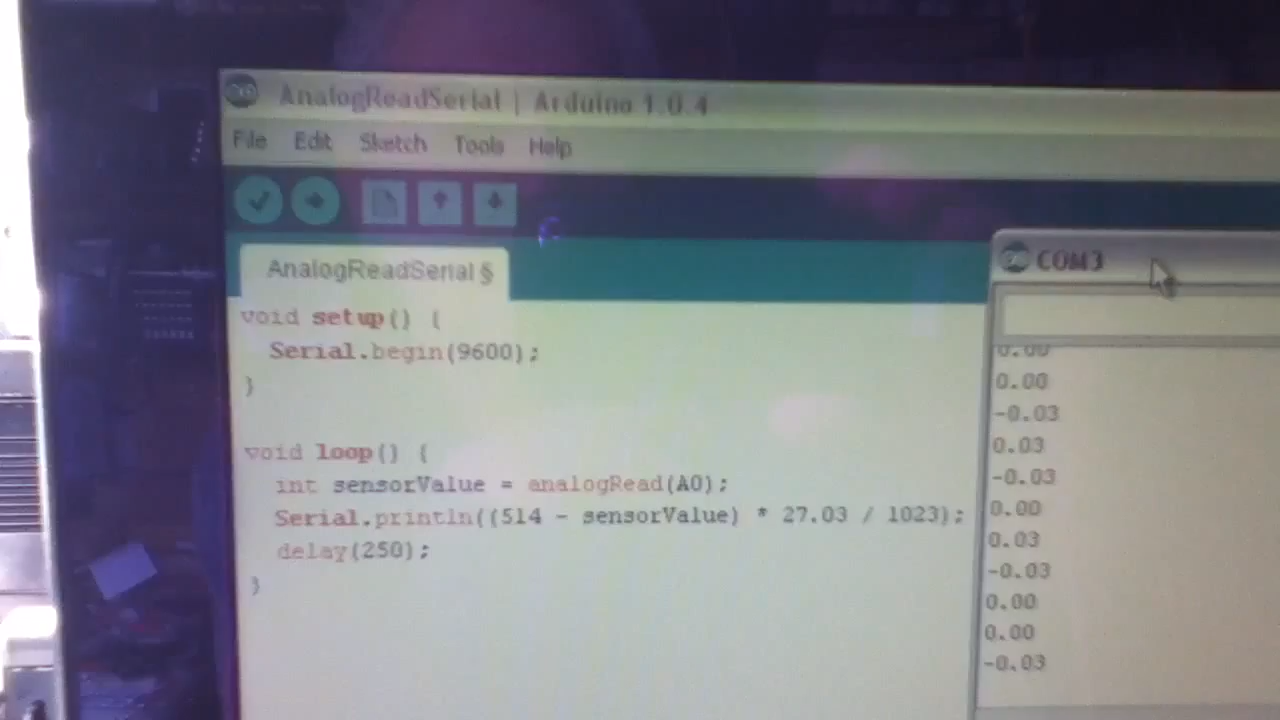 AnalogReadSerial | Arduino 1.0.4
File Edit Sketch Tools Help
AnalogReadSerial §
void setup() {
Serial.begin(9600);
}
void loop() {
int sensorValue = analogRead(A0);
Serial.println((514 - sensorValue) * 27.03 / 1023);
delay(250);
}
COM3
0.00
0.00
-0.03
0.03
-0.03
0.00
0.03
-0.03
0.00
0.00
-0.03